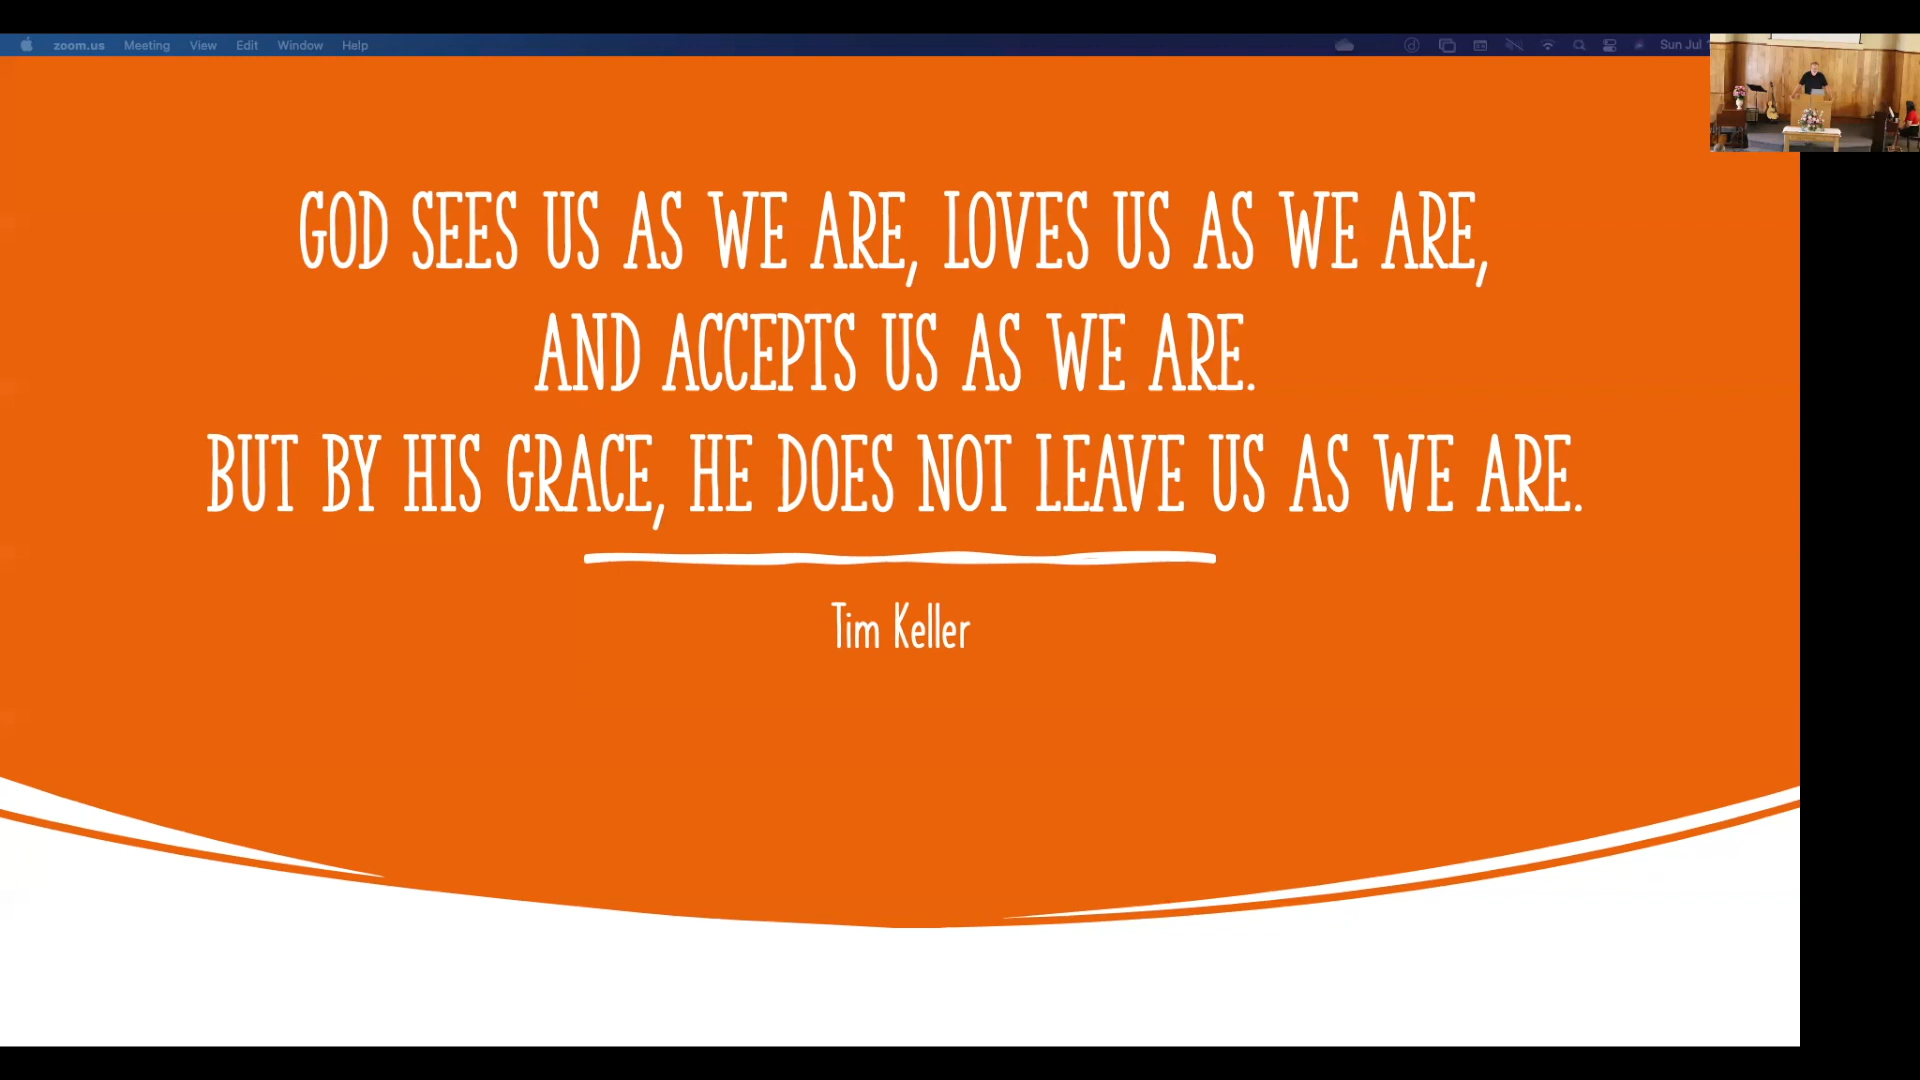 zoom.us Meeting View Edit Window Help Sun Jul
GOD SEES US AS WE ARE, LOVES US AS WE ARE,
AND ACCEPTS US AS WE ARE.
BUT BY HIS GRACE, HE DOES NOT LEAVE US AS WE ARE.
Tim Keller